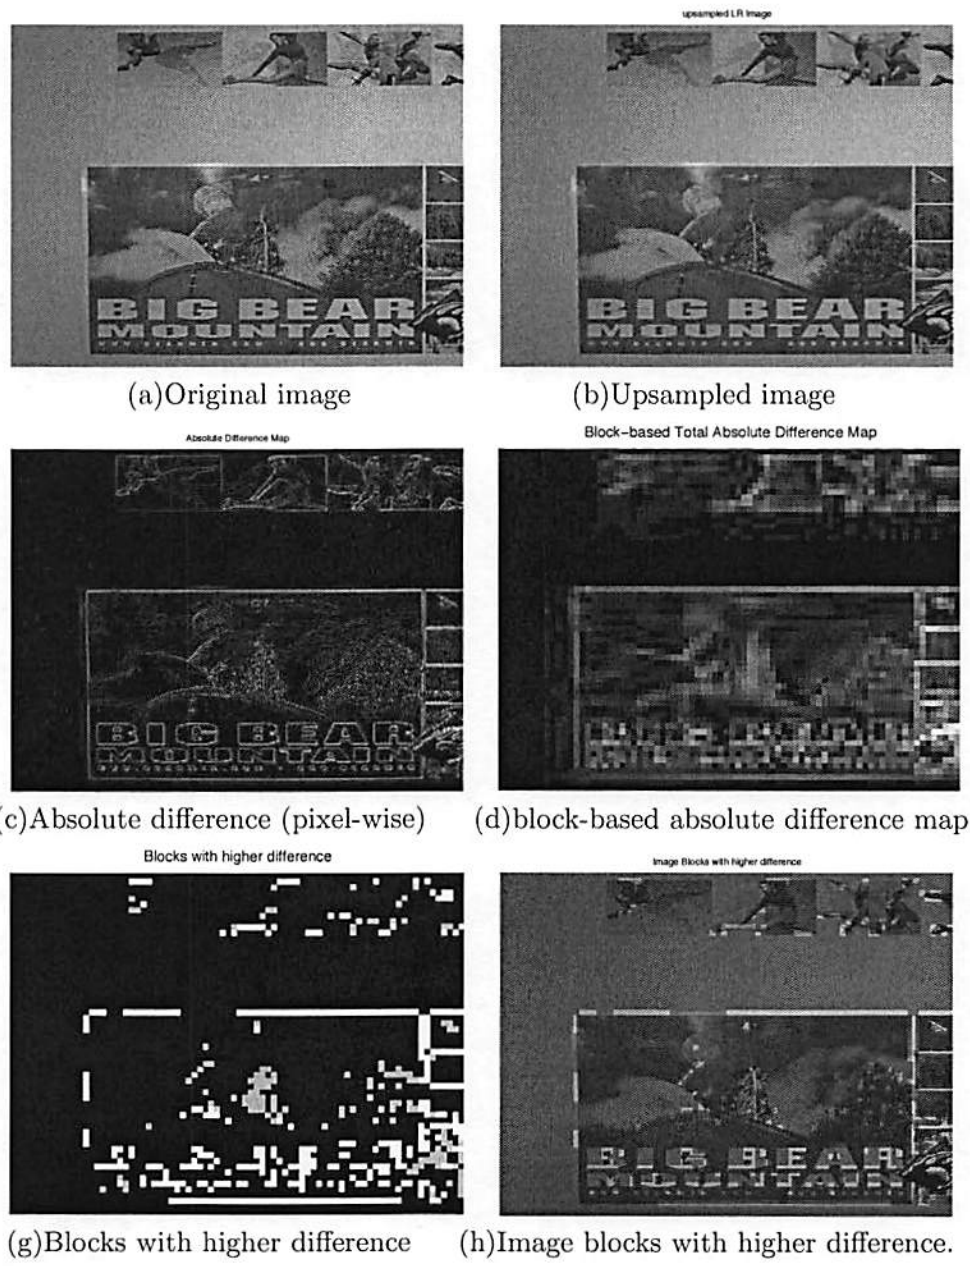 upsampled LR Image
BIG BEAR
MOUNTAIN
BIG BEAR
MOUNTAIN
(a)Original image
(b)Upsampled image
Absolute Difference Map
Block-based Total Absolute Difference Map
BIG BEAR
MOUNTAIN
(c)Absolute difference (pixel-wise)
(d)block-based absolute difference map
Blocks with higher difference
Image Blocks with higher difference
BIG BEAR
MOUNTAIN
(g)Blocks with higher difference
(h)Image blocks with higher difference.